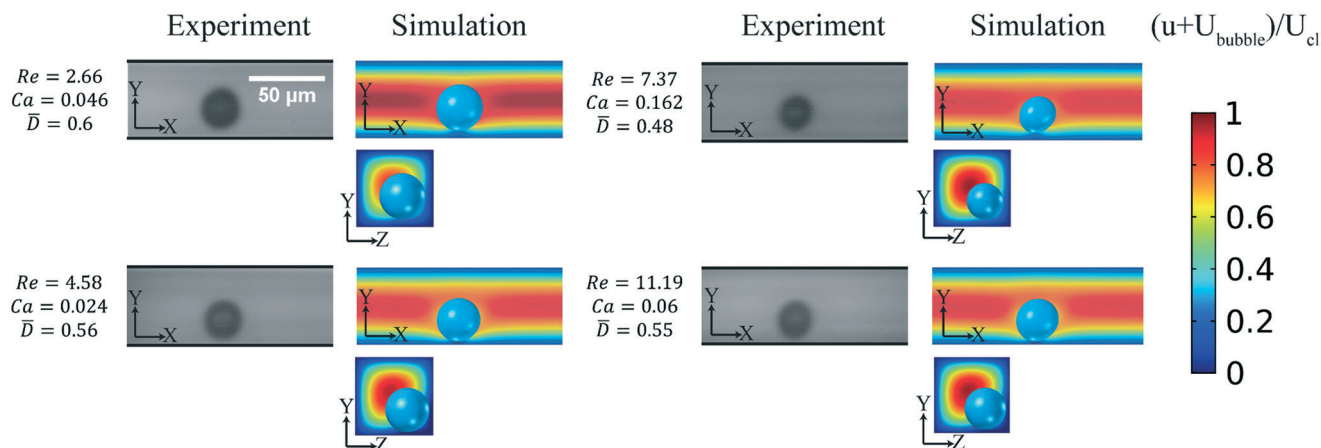 Experiment Simulation Experiment Simulation (u+U_bubble)/U_cl
Re = 2.66
Ca = 0.046
D̅ = 0.6
Y
X
50 µm
Y
X
Y
Z
Re = 7.37
Ca = 0.162
D̅ = 0.48
Y
X
Y
X
Y
Z
Re = 4.58
Ca = 0.024
D̅ = 0.56
Y
X
Y
X
Y
Z
Re = 11.19
Ca = 0.06
D̅ = 0.55
Y
X
Y
X
Y
Z
1
0.8
0.6
0.4
0.2
0